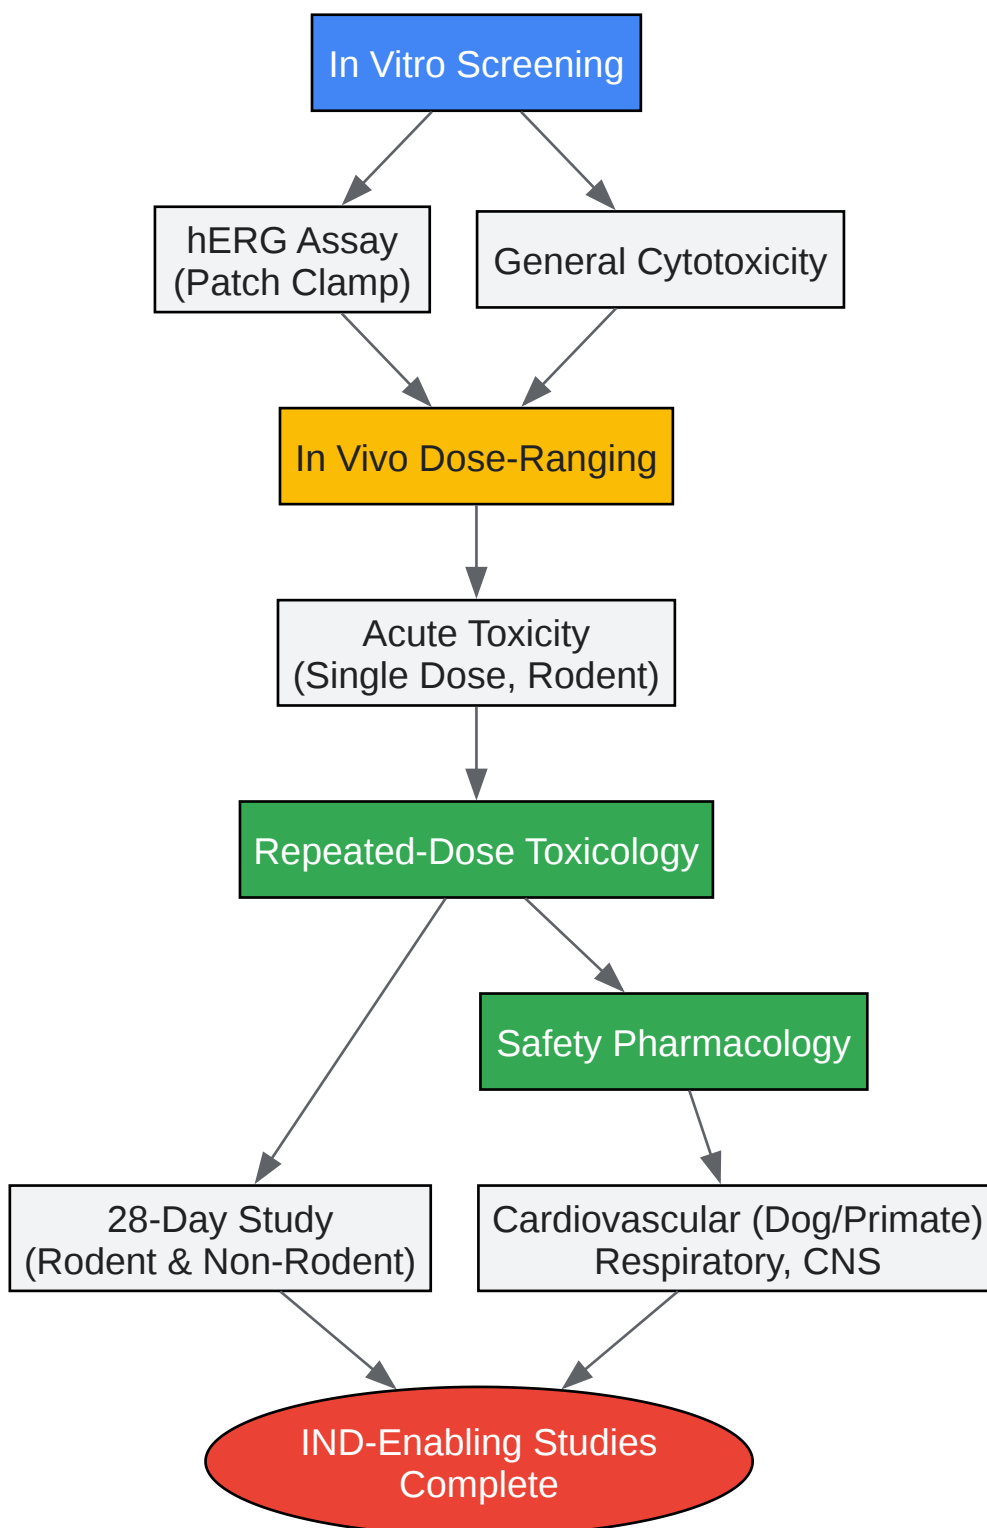 In Vitro Screening
hERG Assay
(Patch Clamp)
General Cytotoxicity
In Vivo Dose-Ranging
Acute Toxicity
(Single Dose, Rodent)
Repeated-Dose Toxicology
Safety Pharmacology
28-Day Study
(Rodent & Non-Rodent)
Cardiovascular (Dog/Primate)
Respiratory, CNS
IND-Enabling Studies
Complete